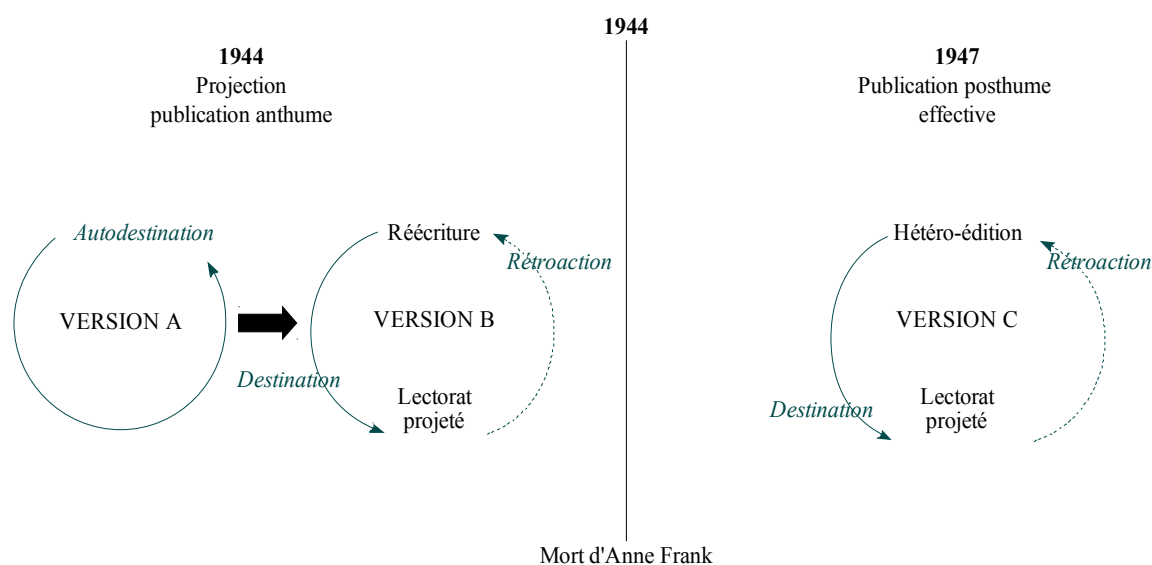 1944
1944
Projection
publication anthume
1947
Publication posthume
effective
Autodestination
VERSION A
Réécriture
Rétroaction
VERSION B
Destination
Lectorat
projeté
Hétéro-édition
Rétroaction
VERSION C
Destination
Lectorat
projeté
Mort d'Anne Frank